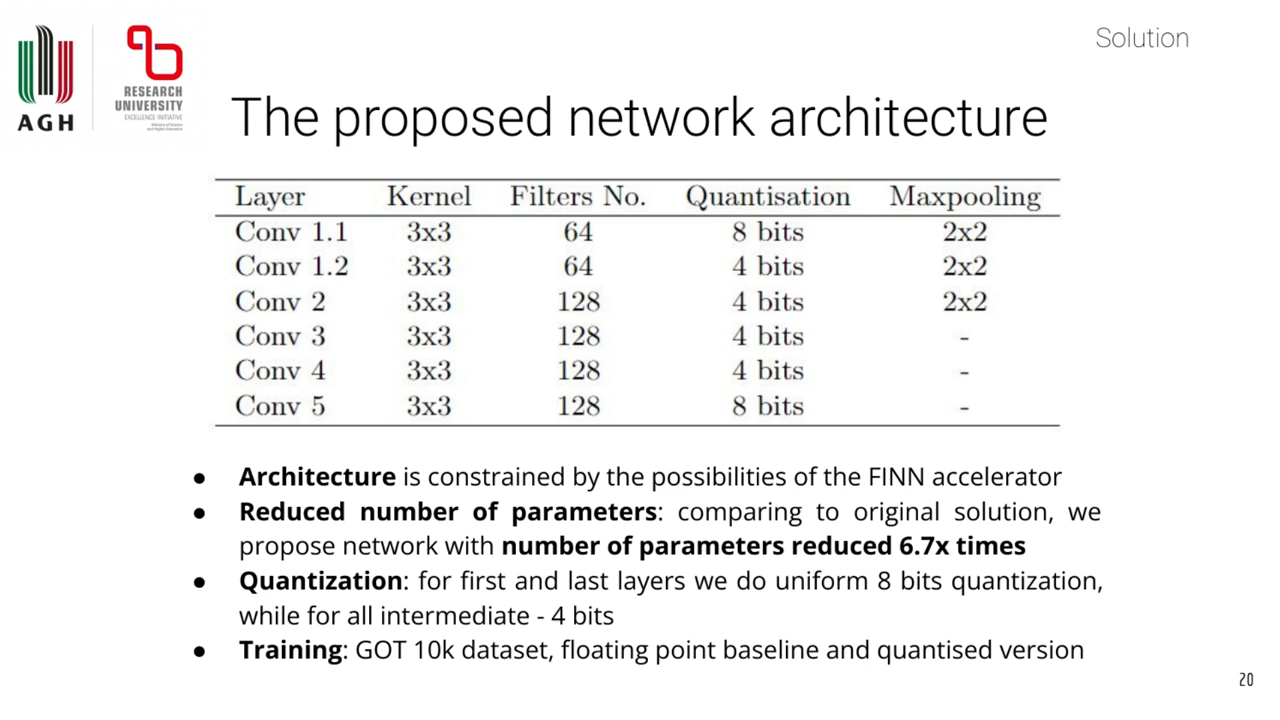 Solution
AGH
RESEARCH
UNIVERSITY
EXCELLENCE INITIATIVE
Ministry of Science
and Higher Education
The proposed network architecture
Layer Kernel Filters No. Quantisation Maxpooling
Conv 1.1 3x3 64 8 bits 2x2
Conv 1.2 3x3 64 4 bits 2x2
Conv 2 3x3 128 4 bits 2x2
Conv 3 3x3 128 4 bits -
Conv 4 3x3 128 4 bits -
Conv 5 3x3 128 8 bits -
● Architecture is constrained by the possibilities of the FINN accelerator
● Reduced number of parameters: comparing to original solution, we
propose network with number of parameters reduced 6.7x times
● Quantization: for first and last layers we do uniform 8 bits quantization,
while for all intermediate - 4 bits
● Training: GOT 10k dataset, floating point baseline and quantised version
20